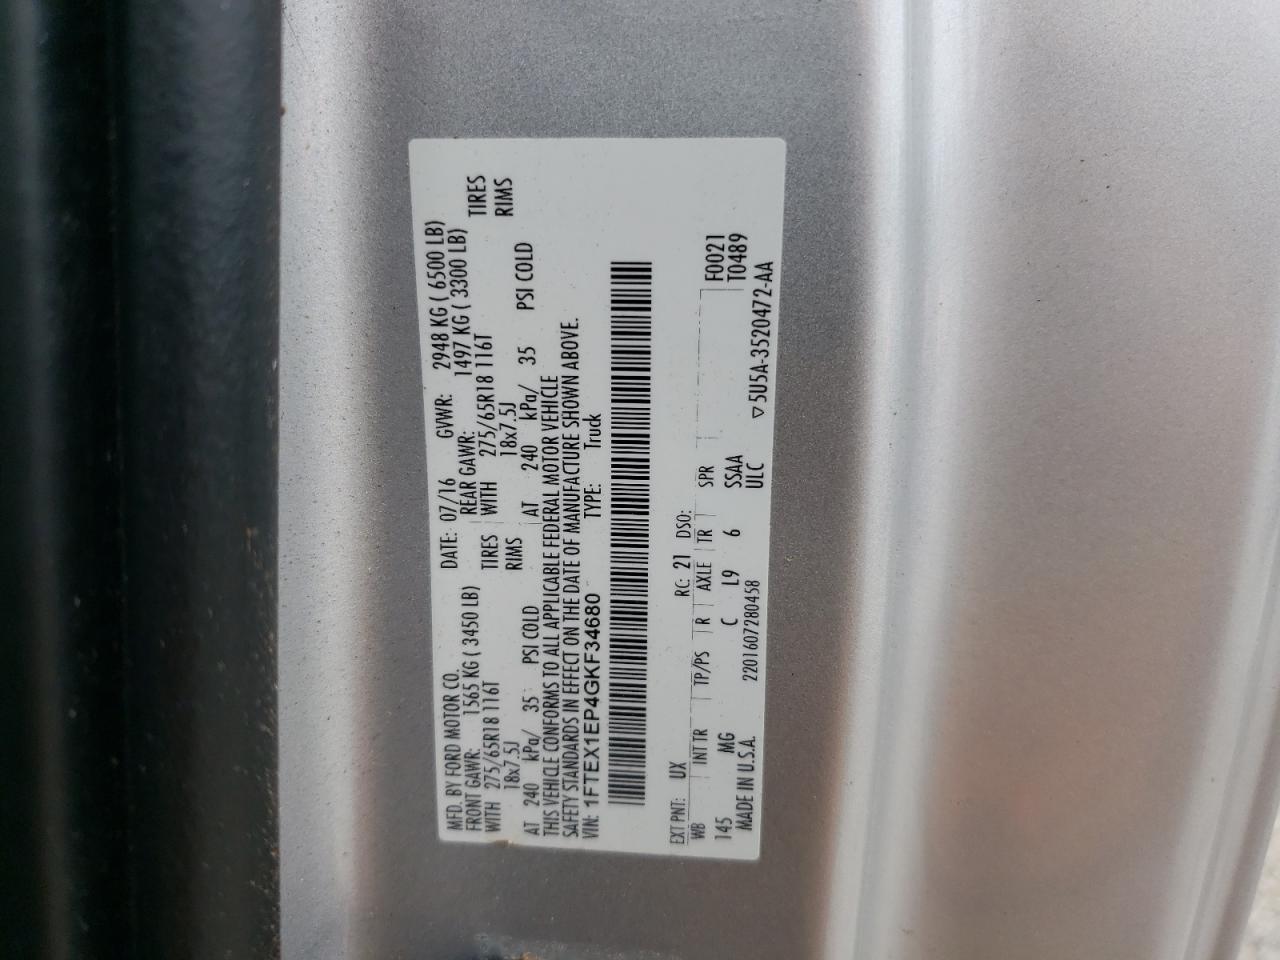 MFD. BY FORD MOTOR CO. DATE: 07/16 GVWR: 2948 KG ( 6500 LB)
FRONT GAWR: 1565 KG ( 3450 LB) REAR GAWR: 1497 KG ( 3300 LB)
WITH 275/65R18 116T TIRES WITH 275/65R18 116T TIRES
18x7.5J RIMS 18x7.5J RIMS
AT 240 kPa/ 35 PSI COLD AT 240 kPa/ 35 PSI COLD
THIS VEHICLE CONFORMS TO ALL APPLICABLE FEDERAL MOTOR VEHICLE
SAFETY STANDARDS IN EFFECT ON THE DATE OF MANUFACTURE SHOWN ABOVE.
VIN: 1FTEX1EP4GKF34680 TYPE: Truck
EXT PNT: UX RC: 21 DSO:
WB INT TR TP/PS R AXLE TR SPR F0021
145 MG C L9 6 SSAA T0489
MADE IN U.S.A. 2201607280458 ULC
▽5U5A-3520472-AA